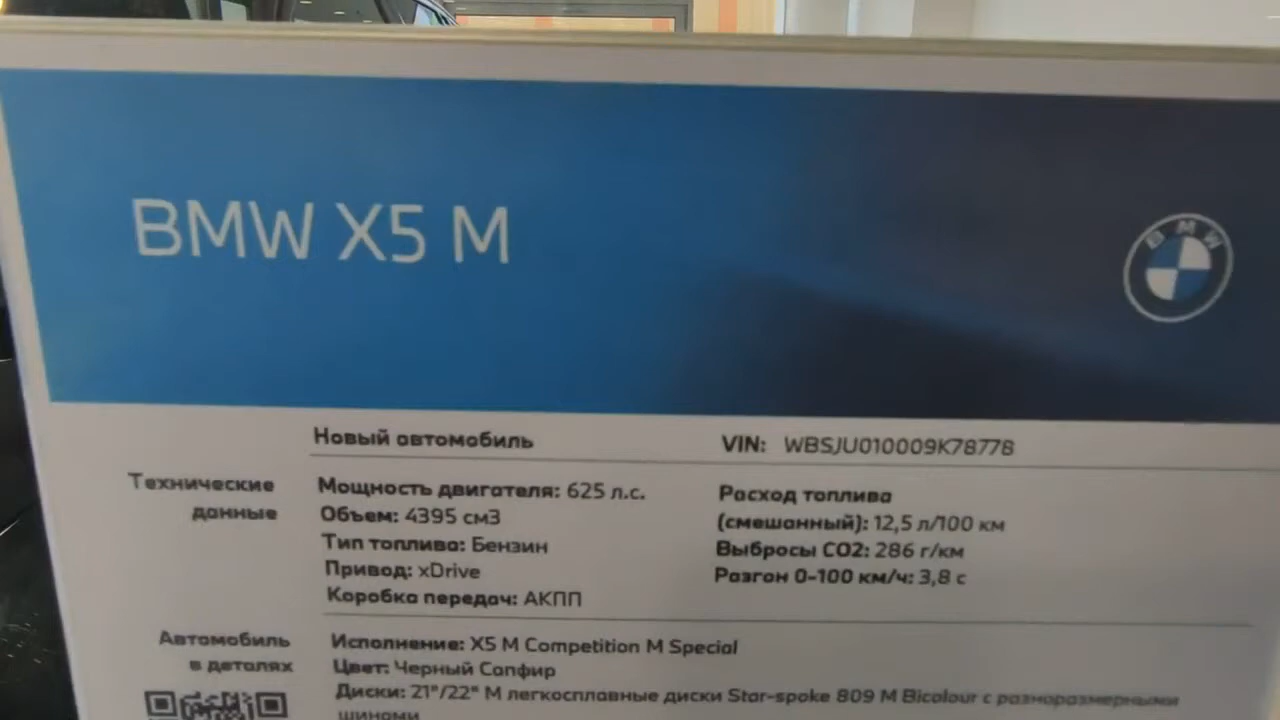 BMW X5 M
BMW
Новый автомобиль
VIN: WBSJU010009K78778
Технические
данные
Мощность двигателя: 625 л.с.
Объем: 4395 см3
Тип топлива: Бензин
Привод: xDrive
Коробка передач: АКПП
Расход топлива
(смешанный): 12,5 л/100 км
Выбросы CO2: 286 г/км
Разгон 0-100 км/ч: 3,8 с
Автомобиль
в деталях
Исполнение: X5 M Competition M Special
Цвет: Черный Сапфир
Диски: 21"/22" M легкосплавные диски Star-spoke 809 M Bicolour с разноразмерными
шинами